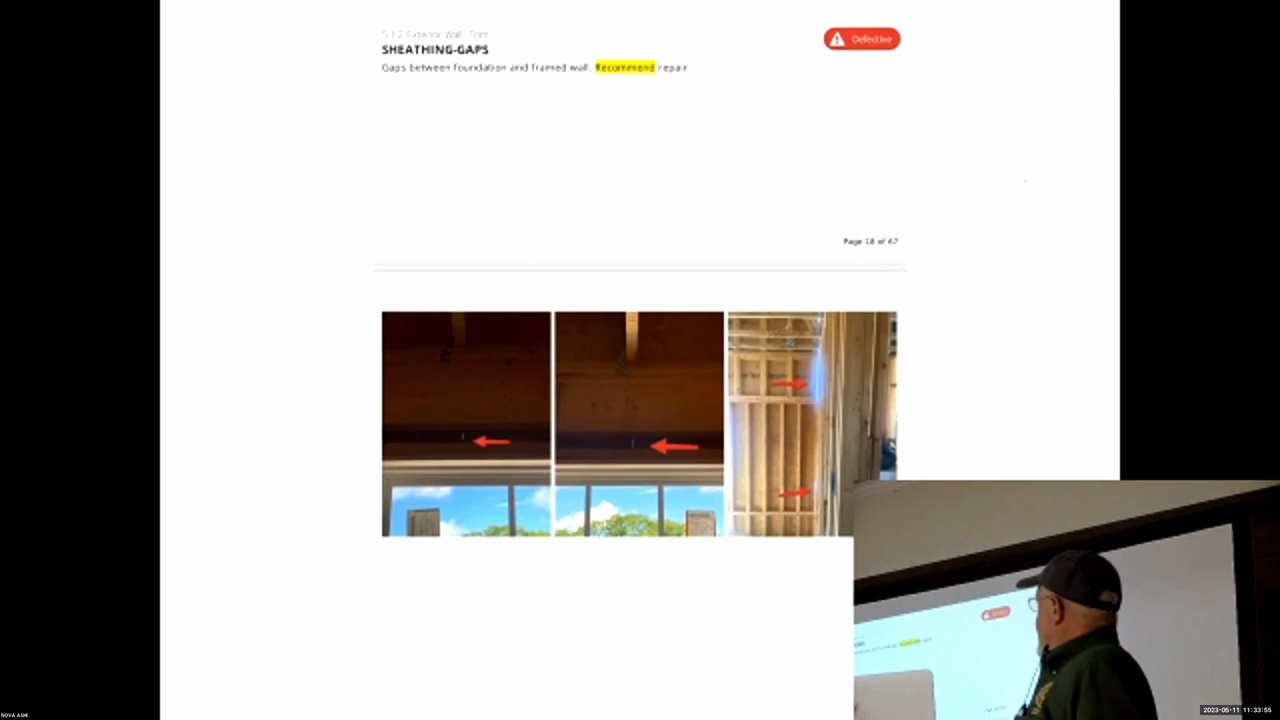 5.1.2 Exterior Wall, Trim
SHEATHING-GAPS
Defective
Gaps between foundation and framed wall. Recommend repair
Page 18 of 67
NOVA ASHI
2023-05-11 11:33:55